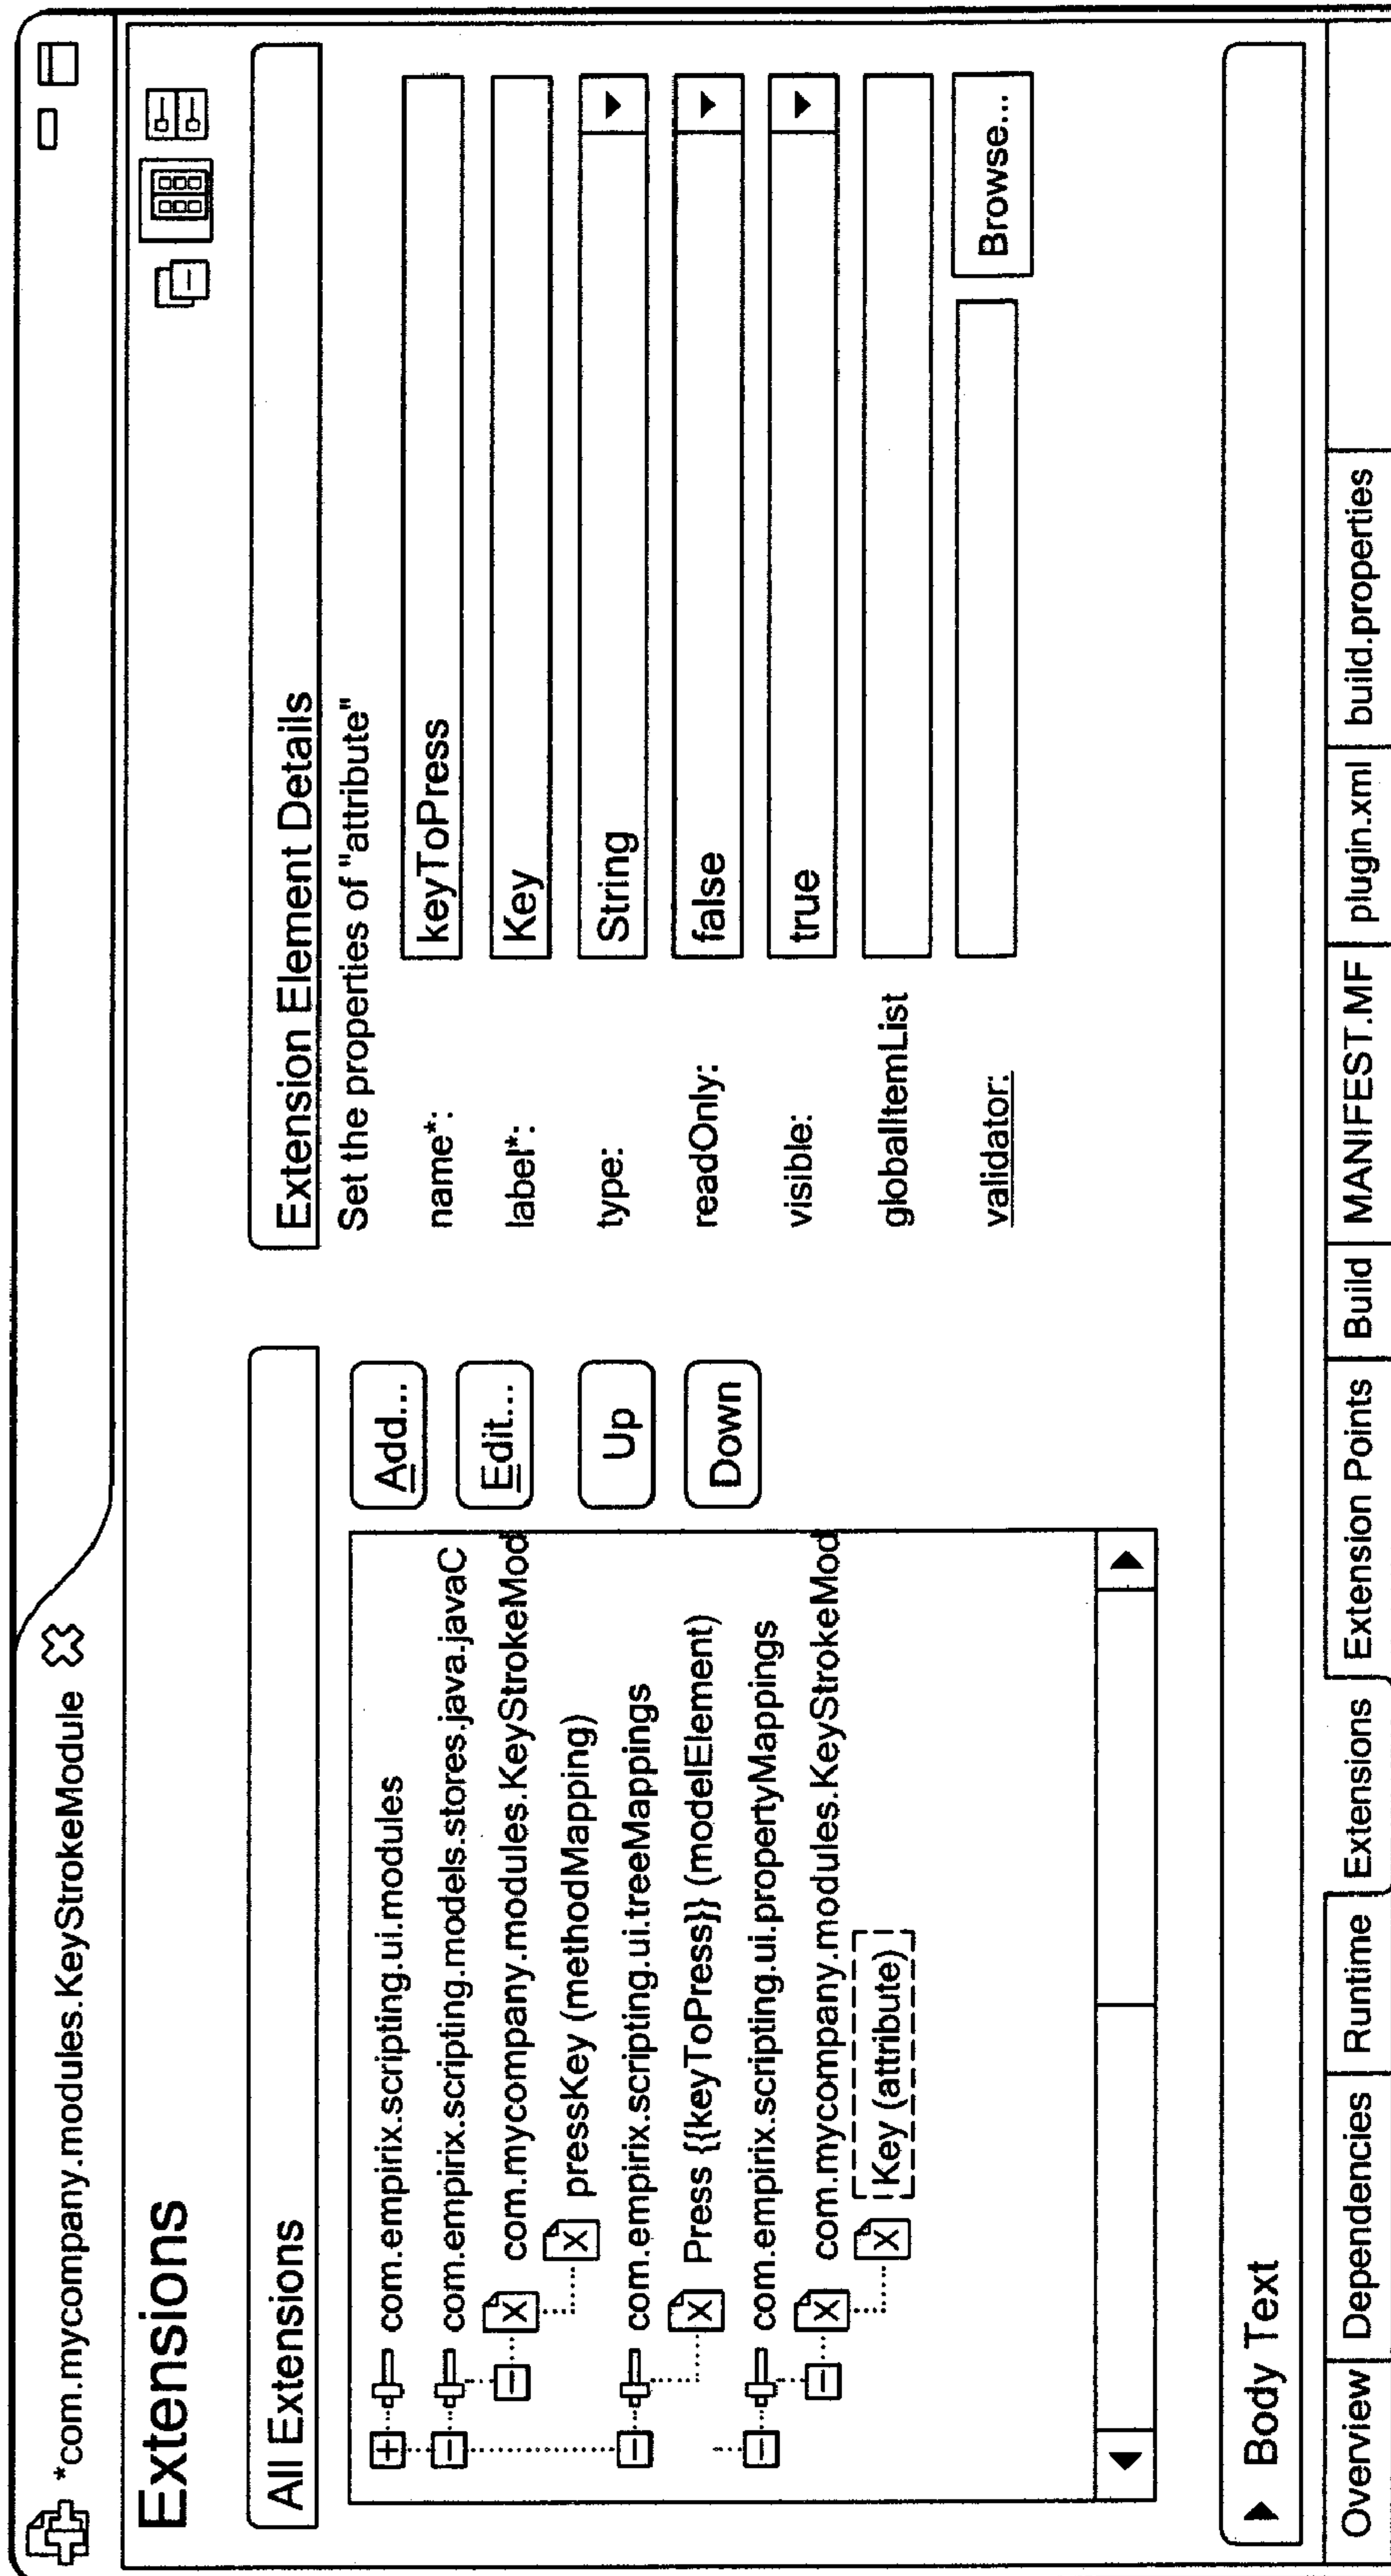 *com.mycompany.modules.KeyStrokeModule
Extensions
All Extensions
com.empirix.scripting.ui.modules
com.empirix.scripting.models.stores.java.javaC
com.mycompany.modules.KeyStrokeMod
pressKey (methodMapping)
com.empirix.scripting.ui.treeMappings
Press {{keyToPress}} (modelElement)
com.empirix.scripting.ui.propertyMappings
com.mycompany.modules.KeyStrokeMod
Key (attribute)
Add...
Edit...
Up
Down
Extension Element Details
Set the properties of "attribute"
name*: keyToPress
label*: Key
type: String
readOnly: false
visible: true
globalItemList
validator: Browse...
Body Text
Overview Dependencies Runtime Extensions Extension Points Build MANIFEST.MF plugin.xml build.properties